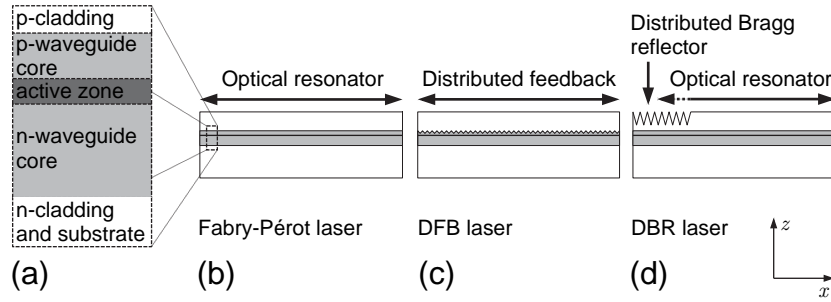 p-cladding
p-waveguide
core
active zone
n-waveguide
core
n-cladding
and substrate
(a)
Optical resonator
Fabry-Pérot laser
(b)
Distributed feedback
DFB laser
(c)
Distributed Bragg
reflector
Optical resonator
DBR laser
(d)
z
x